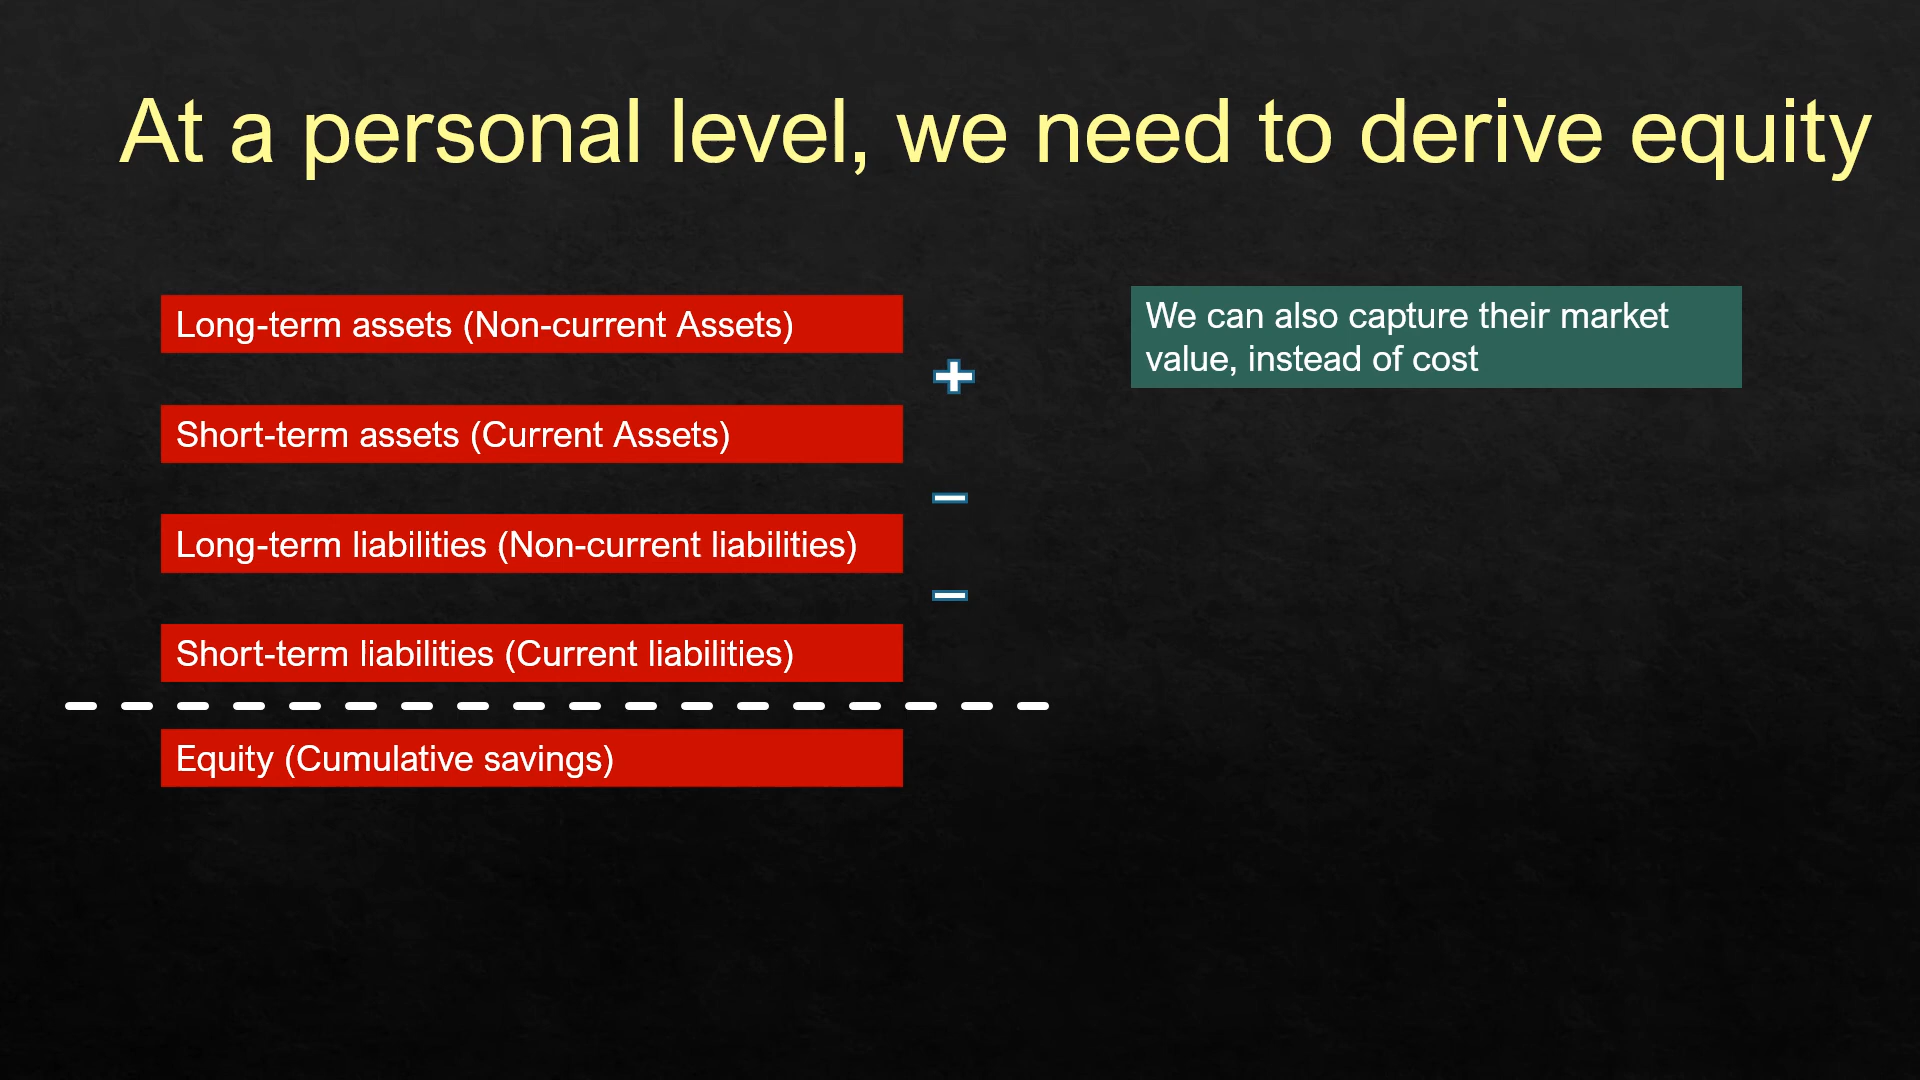 At a personal level, we need to derive equity
Long-term assets (Non-current Assets)
We can also capture their market
value, instead of cost
+
Short-term assets (Current Assets)
–
Long-term liabilities (Non-current liabilities)
–
Short-term liabilities (Current liabilities)
Equity (Cumulative savings)